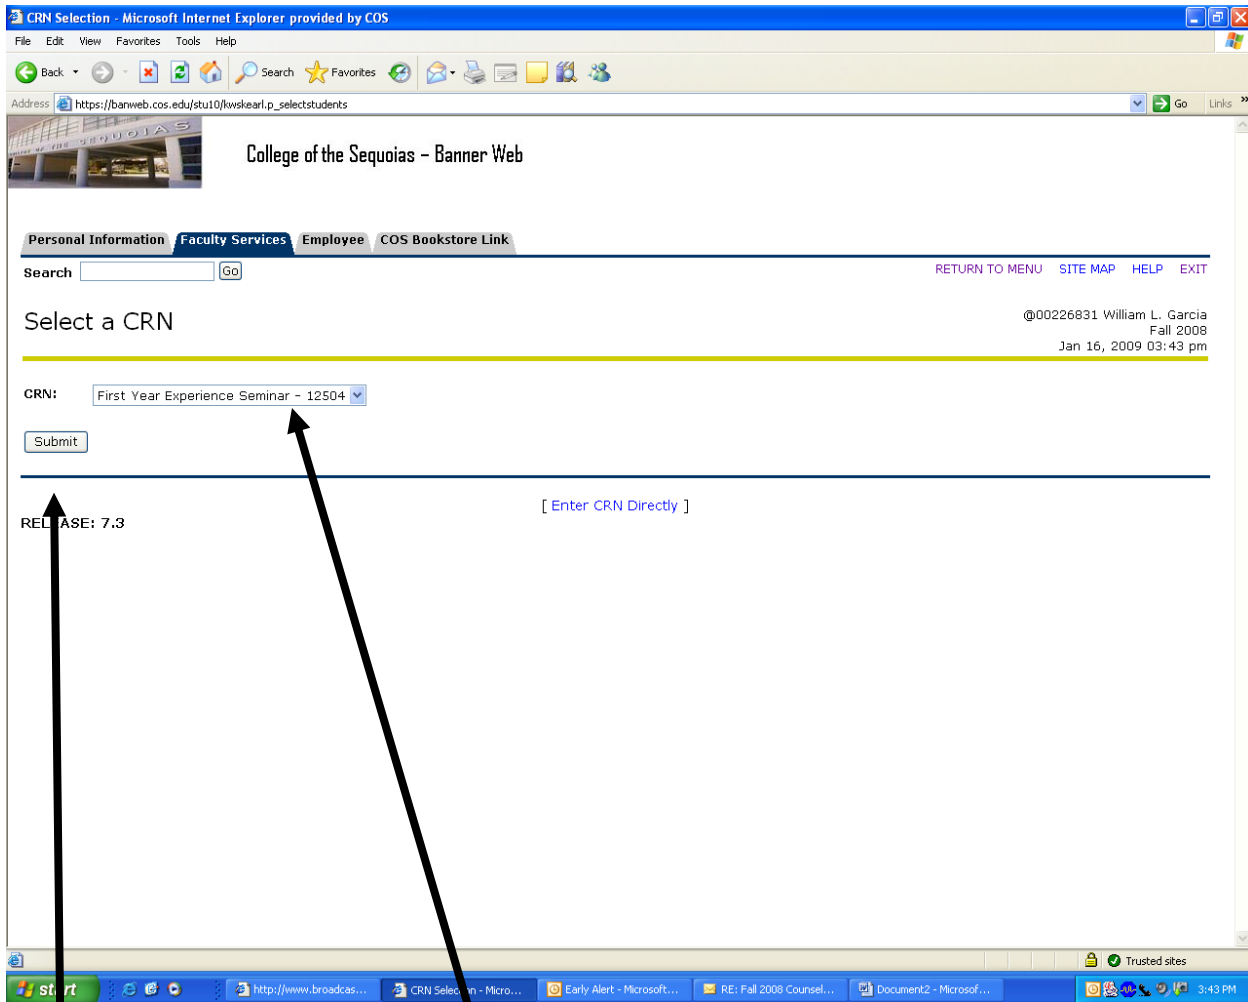 CRN Selection - Microsoft Internet Explorer provided by COS
File Edit View Favorites Tools Help
Back Search Favorites
Address https://banweb.cos.edu/stu10/kwskearl.p_selectstudents Go Links »
College of the Sequoias - Banner Web
Personal Information Faculty Services Employee COS Bookstore Link
Search Go RETURN TO MENU SITE MAP HELP EXIT
Select a CRN
@00226831 William L. Garcia
Fall 2008
Jan 16, 2009 03:43 pm
CRN: First Year Experience Seminar - 12504
Submit
[ Enter CRN Directly ]
RELEASE: 7.3
Trusted sites
start http://www.broadcas... CRN Selection - Micro... Early Alert - Microsoft... RE: Fall 2008 Counsel... Document2 - Microsof... 3:43 PM